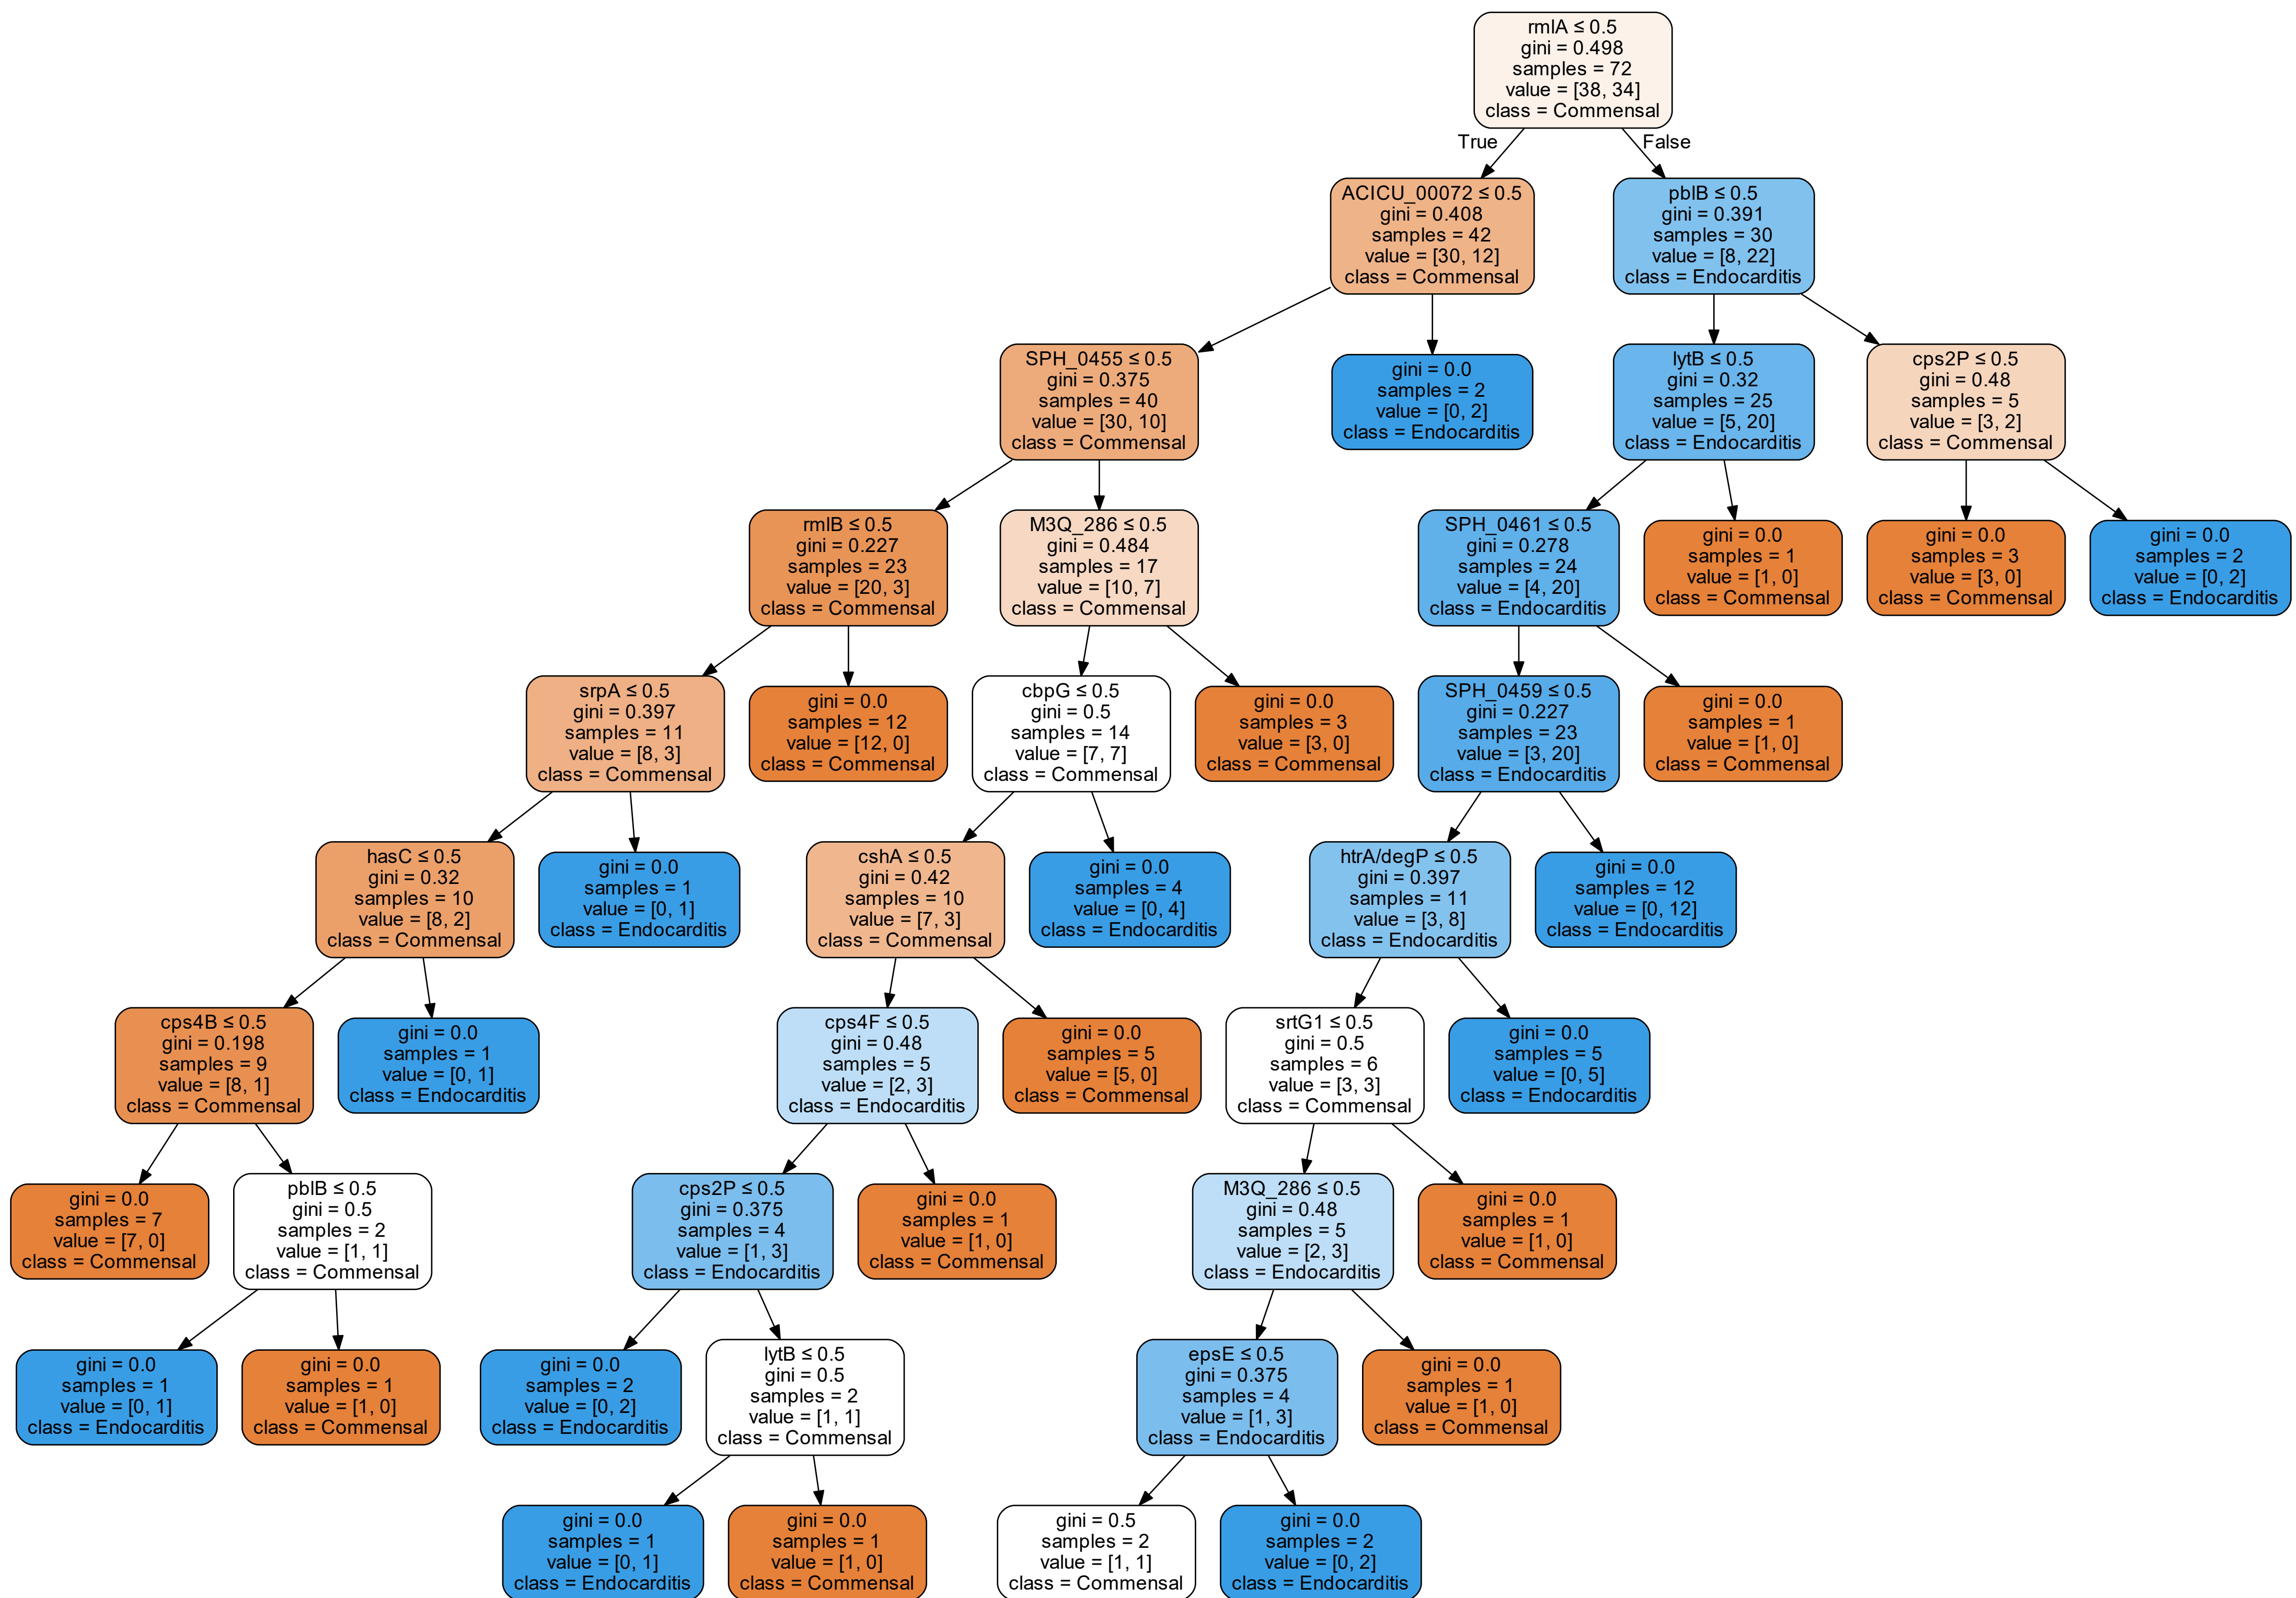 rmlA ≤ 0.5
gini = 0.498
samples = 72
value = [38, 34]
class = Commensal
True
False
ACICU_00072 ≤ 0.5
gini = 0.408
samples = 42
value = [30, 12]
class = Commensal
pblB ≤ 0.5
gini = 0.391
samples = 30
value = [8, 22]
class = Endocarditis
SPH_0455 ≤ 0.5
gini = 0.375
samples = 40
value = [30, 10]
class = Commensal
gini = 0.0
samples = 2
value = [0, 2]
class = Endocarditis
lytB ≤ 0.5
gini = 0.32
samples = 25
value = [5, 20]
class = Endocarditis
cps2P ≤ 0.5
gini = 0.48
samples = 5
value = [3, 2]
class = Commensal
rmlB ≤ 0.5
gini = 0.227
samples = 23
value = [20, 3]
class = Commensal
M3Q_286 ≤ 0.5
gini = 0.484
samples = 17
value = [10, 7]
class = Commensal
SPH_0461 ≤ 0.5
gini = 0.278
samples = 24
value = [4, 20]
class = Endocarditis
gini = 0.0
samples = 1
value = [1, 0]
class = Commensal
gini = 0.0
samples = 3
value = [3, 0]
class = Commensal
gini = 0.0
samples = 2
value = [0, 2]
class = Endocarditis
srpA ≤ 0.5
gini = 0.397
samples = 11
value = [8, 3]
class = Commensal
gini = 0.0
samples = 12
value = [12, 0]
class = Commensal
cbpG ≤ 0.5
gini = 0.5
samples = 14
value = [7, 7]
class = Commensal
gini = 0.0
samples = 3
value = [3, 0]
class = Commensal
SPH_0459 ≤ 0.5
gini = 0.227
samples = 23
value = [3, 20]
class = Endocarditis
gini = 0.0
samples = 1
value = [1, 0]
class = Commensal
hasC ≤ 0.5
gini = 0.32
samples = 10
value = [8, 2]
class = Commensal
gini = 0.0
samples = 1
value = [0, 1]
class = Endocarditis
cshA ≤ 0.5
gini = 0.42
samples = 10
value = [7, 3]
class = Commensal
gini = 0.0
samples = 4
value = [0, 4]
class = Endocarditis
htrA/degP ≤ 0.5
gini = 0.397
samples = 11
value = [3, 8]
class = Endocarditis
gini = 0.0
samples = 12
value = [0, 12]
class = Endocarditis
cps4B ≤ 0.5
gini = 0.198
samples = 9
value = [8, 1]
class = Commensal
gini = 0.0
samples = 1
value = [0, 1]
class = Endocarditis
cps4F ≤ 0.5
gini = 0.48
samples = 5
value = [2, 3]
class = Endocarditis
gini = 0.0
samples = 5
value = [5, 0]
class = Commensal
srtG1 ≤ 0.5
gini = 0.5
samples = 6
value = [3, 3]
class = Commensal
gini = 0.0
samples = 5
value = [0, 5]
class = Endocarditis
gini = 0.0
samples = 7
value = [7, 0]
class = Commensal
pblB ≤ 0.5
gini = 0.5
samples = 2
value = [1, 1]
class = Commensal
cps2P ≤ 0.5
gini = 0.375
samples = 4
value = [1, 3]
class = Endocarditis
gini = 0.0
samples = 1
value = [1, 0]
class = Commensal
M3Q_286 ≤ 0.5
gini = 0.48
samples = 5
value = [2, 3]
class = Endocarditis
gini = 0.0
samples = 1
value = [1, 0]
class = Commensal
gini = 0.0
samples = 1
value = [0, 1]
class = Endocarditis
gini = 0.0
samples = 1
value = [1, 0]
class = Commensal
gini = 0.0
samples = 2
value = [0, 2]
class = Endocarditis
lytB ≤ 0.5
gini = 0.5
samples = 2
value = [1, 1]
class = Commensal
epsE ≤ 0.5
gini = 0.375
samples = 4
value = [1, 3]
class = Endocarditis
gini = 0.0
samples = 1
value = [1, 0]
class = Commensal
gini = 0.0
samples = 1
value = [0, 1]
class = Endocarditis
gini = 0.0
samples = 1
value = [1, 0]
class = Commensal
gini = 0.5
samples = 2
value = [1, 1]
class = Commensal
gini = 0.0
samples = 2
value = [0, 2]
class = Endocarditis